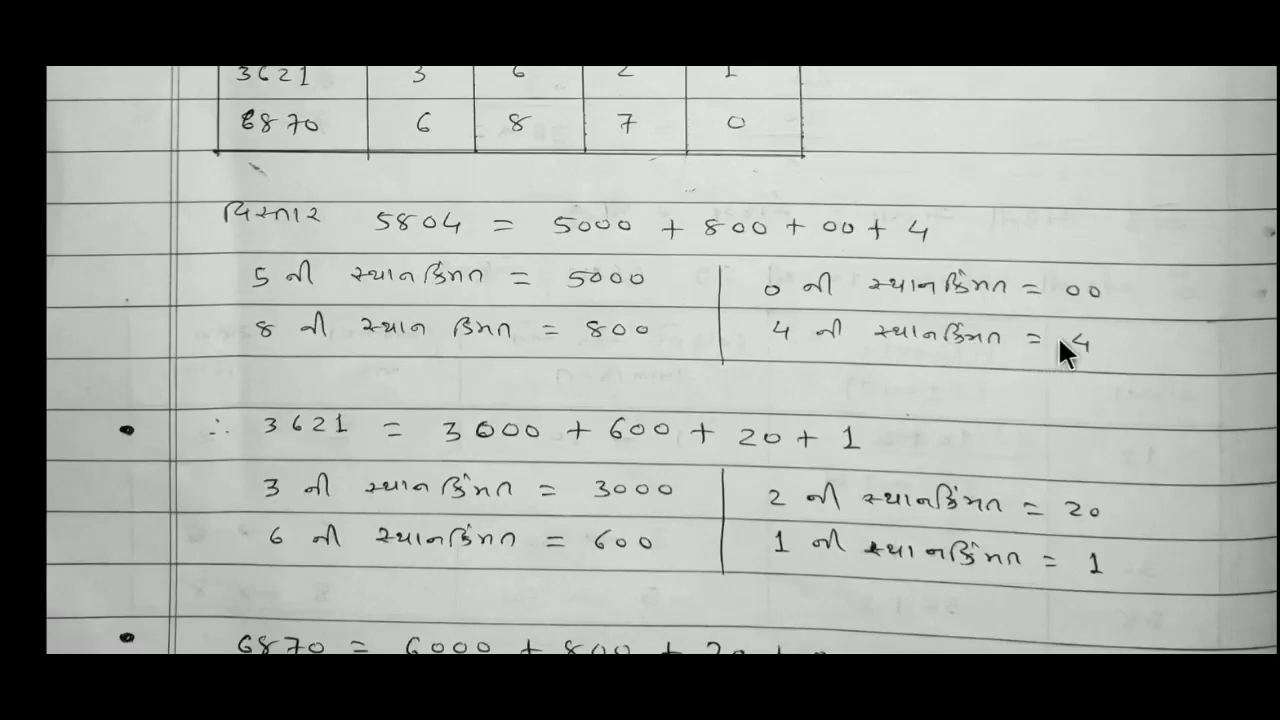 3621 3 6 2 1
6870 6 8 7 0
વિસ્તાર 5804 = 5000 + 800 + 00 + 4
5 ની સ્થાનકિંમત = 5000
0 ની સ્થાનકિંમત = 00
8 ની સ્થાન કિંમત = 800
4 ની સ્થાનકિંમત = 4
∴ 3621 = 3000 + 600 + 20 + 1
3 ની સ્થાનકિંમત = 3000
2 ની સ્થાનકિંમત = 20
6 ની સ્થાનકિંમત = 600
1 ની સ્થાનકિંમત = 1
6870 = 6000 + 800 +